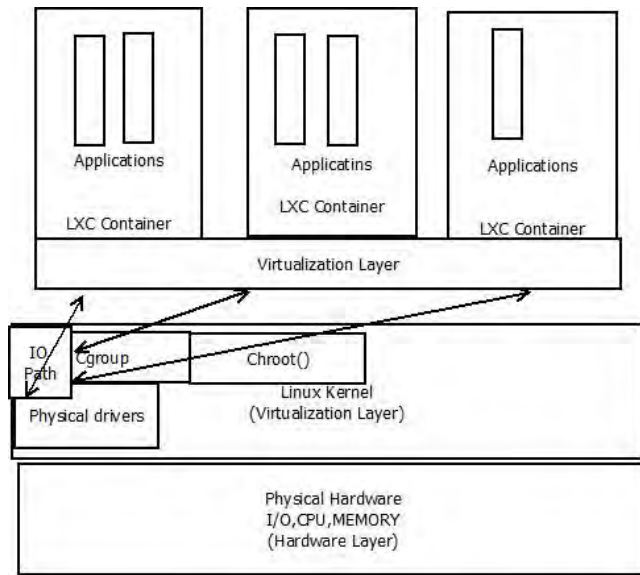 Applications
Applicatins
Applications
LXC Container
LXC Container
LXC Container
Virtualization Layer
IO
Path
Cgroup
Chroot()
Linux Kernel
(Virtualization Layer)
Physical drivers
Physical Hardware
I/O,CPU,MEMORY
(Hardware Layer)